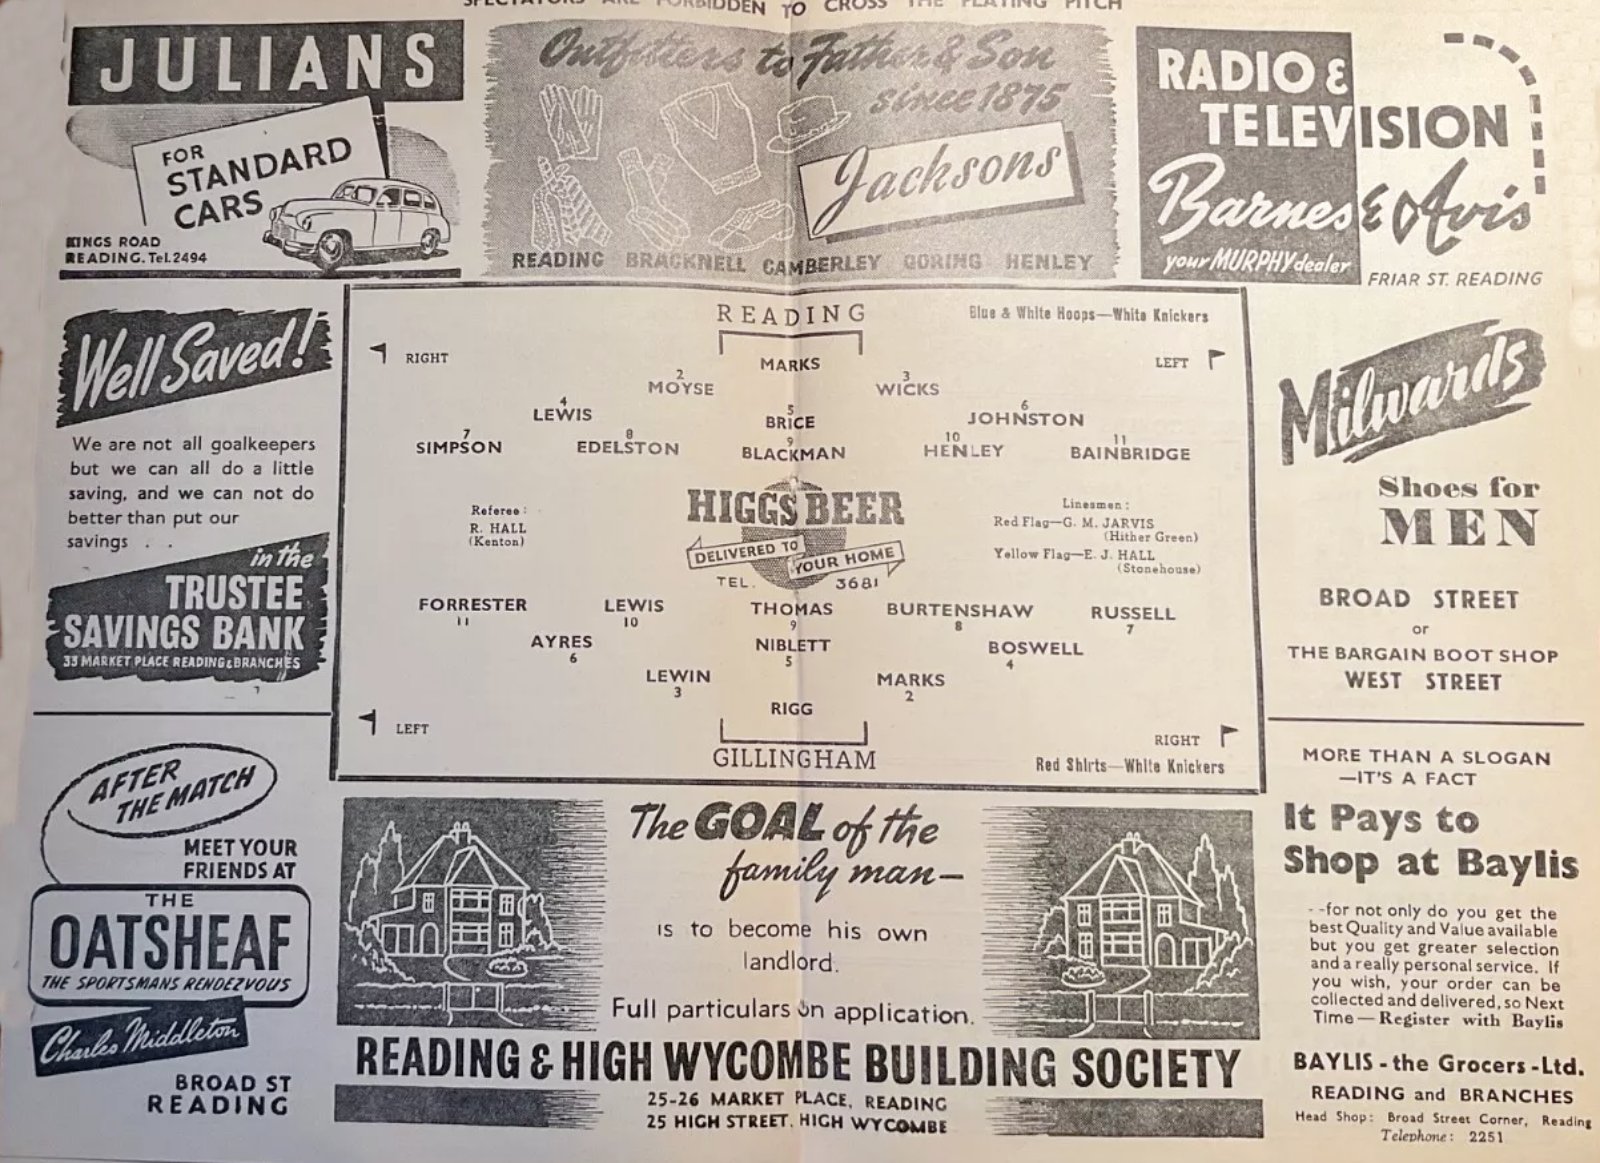 SPECTATORS ARE FORBIDDEN TO CROSS THE PLAYING PITCH
JULIANS
FOR
STANDARD
CARS
KINGS ROAD
READING. Tel. 2494
Outfitters to Father & Son
since 1875
Jacksons
READING BRACKNELL CAMBERLEY GORING HENLEY
RADIO &
TELEVISION
Barnes & Avis
your MURPHY dealer
FRIAR ST. READING
Well Saved!
We are not all goalkeepers
but we can all do a little
saving, and we can not do
better than put our
savings . .
in the
TRUSTEE
SAVINGS BANK
33 MARKET PLACE READING & BRANCHES
READING
Blue & White Hoops—White Knickers
RIGHT
LEFT
MARKS
2
MOYSE
3
WICKS
4
LEWIS
5
BRICE
6
JOHNSTON
7
SIMPSON
8
EDELSTON
9
BLACKMAN
10
HENLEY
11
BAINBRIDGE
Referee :
R. HALL
(Kenton)
HIGGS BEER
DELIVERED TO
YOUR HOME
TEL. 3681
Linesmen :
Red Flag—G. M. JARVIS
(Hither Green)
Yellow Flag—E. J. HALL
(Stonehouse)
FORRESTER
11
LEWIS
10
THOMAS
9
BURTENSHAW
8
RUSSELL
7
AYRES
6
NIBLETT
5
BOSWELL
4
LEWIN
3
MARKS
2
RIGG
LEFT
RIGHT
GILLINGHAM
Red Shirts—White Knickers
Milwards
Shoes for
MEN
BROAD STREET
or
THE BARGAIN BOOT SHOP
WEST STREET
AFTER
THE MATCH
MEET YOUR
FRIENDS AT
THE
OATSHEAF
THE SPORTSMANS RENDEZVOUS
Charles Middleton
BROAD ST
READING
The GOAL of the
family man—
is to become his own
landlord.
Full particulars on application.
READING & HIGH WYCOMBE BUILDING SOCIETY
25-26 MARKET PLACE, READING
25 HIGH STREET. HIGH WYCOMBE
MORE THAN A SLOGAN
—IT'S A FACT
It Pays to
Shop at Baylis
--for not only do you get the
best Quality and Value available
but you get greater selection
and a really personal service. If
you wish, your order can be
collected and delivered, so Next
Time — Register with Baylis
BAYLIS - the Grocers - Ltd.
READING and BRANCHES
Head Shop: Broad Street Corner, Reading
Telephone: 2251